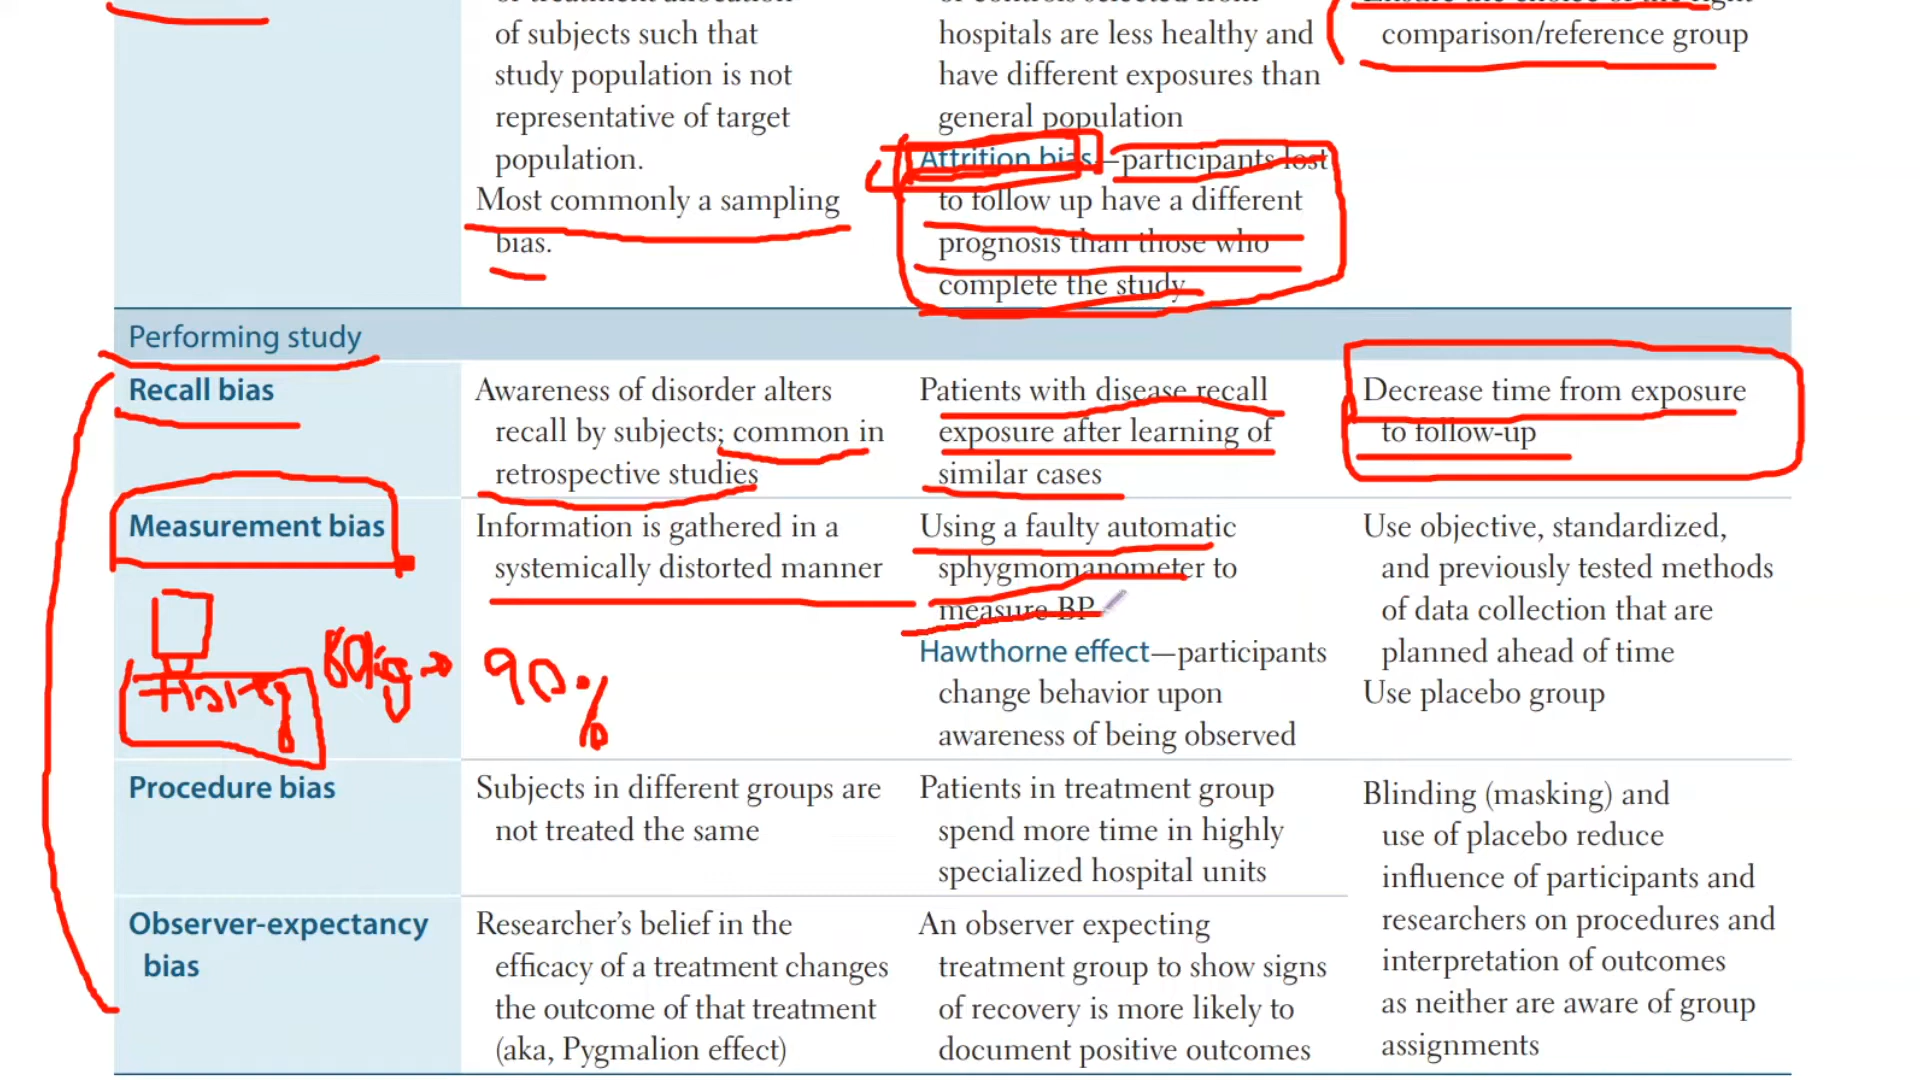 of subjects such that
study population is not
representative of target
population.
Most commonly a sampling
bias.
hospitals are less healthy and
have different exposures than
general population
Attrition bias—participants lost
to follow up have a different
prognosis than those who
complete the study
comparison/reference group
Performing study
Recall bias
Awareness of disorder alters
recall by subjects; common in
retrospective studies
Patients with disease recall
exposure after learning of
similar cases
Decrease time from exposure
to follow-up
Measurement bias
Information is gathered in a
systemically distorted manner
Using a faulty automatic
sphygmomanometer to
measure BP
Hawthorne effect—participants
change behavior upon
awareness of being observed
Use objective, standardized,
and previously tested methods
of data collection that are
planned ahead of time
Use placebo group
80kg →
90%
Procedure bias
Subjects in different groups are
not treated the same
Patients in treatment group
spend more time in highly
specialized hospital units
Blinding (masking) and
use of placebo reduce
influence of participants and
researchers on procedures and
interpretation of outcomes
as neither are aware of group
assignments
Observer-expectancy
bias
Researcher's belief in the
efficacy of a treatment changes
the outcome of that treatment
(aka, Pygmalion effect)
An observer expecting
treatment group to show signs
of recovery is more likely to
document positive outcomes